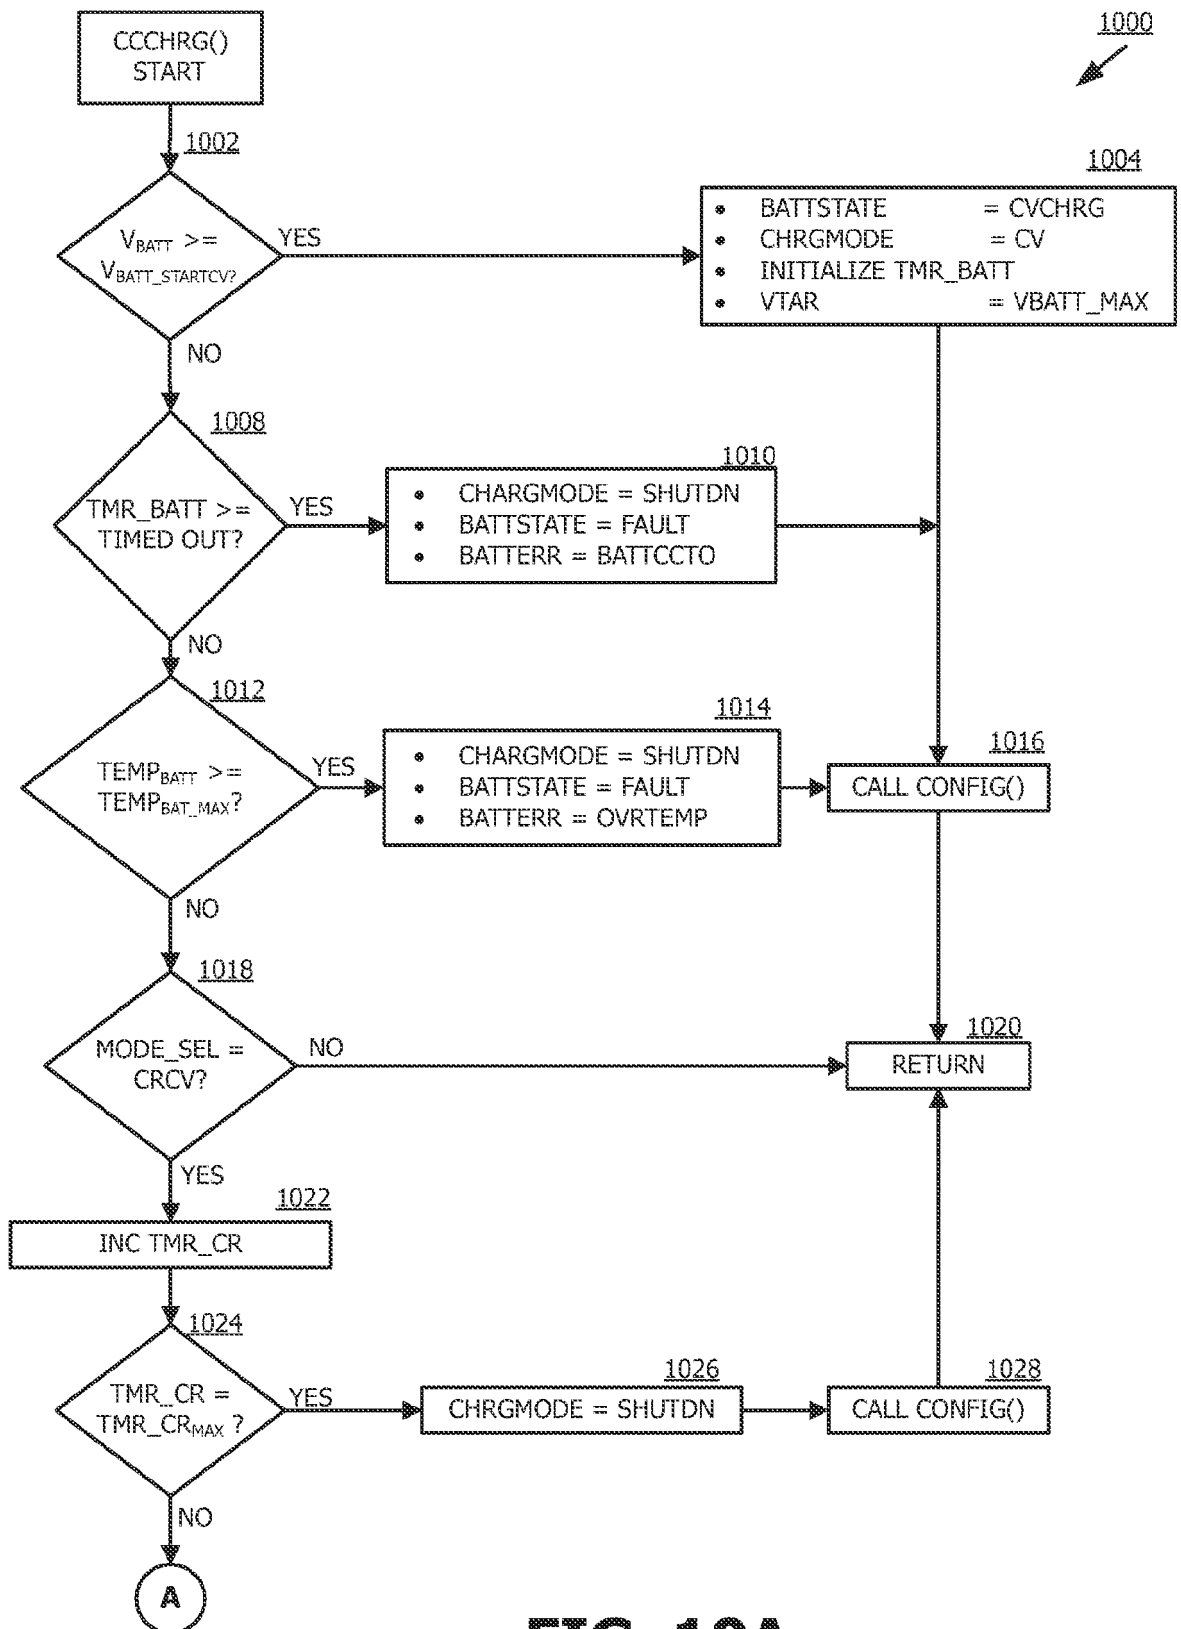 CCCHRG()
START
1000
1002
V_BATT >=
V_BATT_STARTCV?
YES
NO
1004
• BATTSTATE = CVCHRG
• CHRGMODE = CV
• INITIALIZE TMR_BATT
• VTAR = VBATT_MAX
1008
TMR_BATT >=
TIMED OUT?
YES
NO
1010
• CHARGMODE = SHUTDN
• BATTSTATE = FAULT
• BATTERR = BATTCCTO
1012
TEMP_BATT >=
TEMP_BAT_MAX?
YES
NO
1014
• CHARGMODE = SHUTDN
• BATTSTATE = FAULT
• BATTERR = OVRTEMP
1016
CALL CONFIG()
1018
MODE_SEL =
CRCV?
NO
YES
1020
RETURN
1022
INC TMR_CR
1024
TMR_CR =
TMR_CR_MAX ?
YES
NO
1026
CHRGMODE = SHUTDN
1028
CALL CONFIG()
A
FIG. 10A